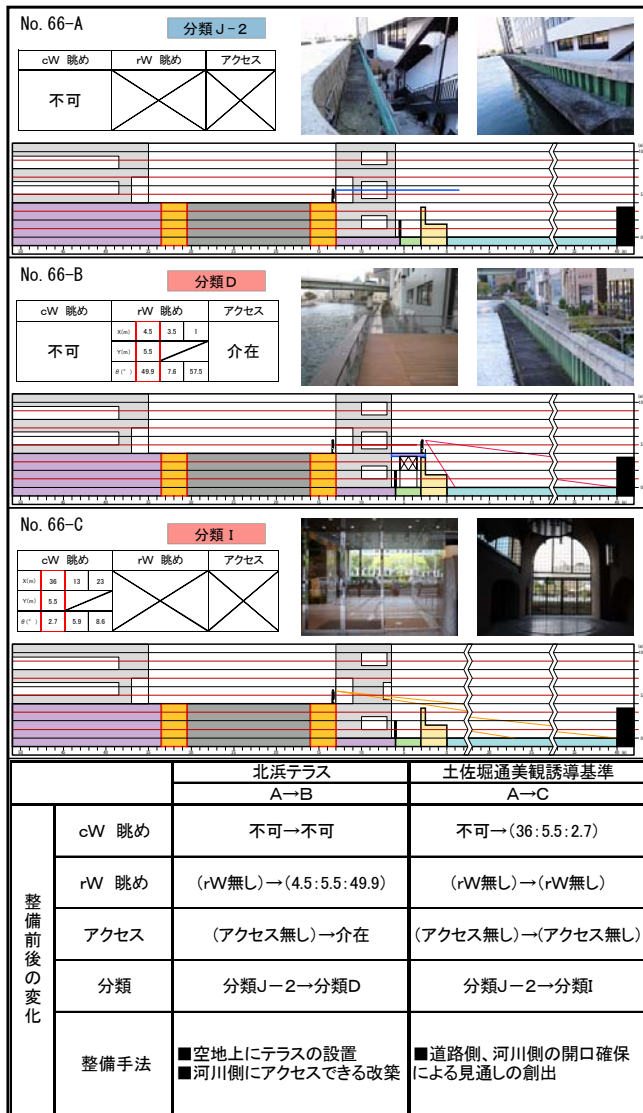 No. 66-A
分類J-2
cW 眺め rW 眺め アクセス
不可
No. 66-B
分類D
cW 眺め rW 眺め アクセス
不可
X(m) 4.5 3.5 1
Y(m) 5.5
θ(°) 49.9 7.6 57.5
介在
No. 66-C
分類I
cW 眺め rW 眺め アクセス
X(m) 36 13 23
Y(m) 5.5
θ(°) 2.7 5.9 8.6
北浜テラス 土佐堀通美観誘導基準
A→B A→C
整備前後の変化
cW 眺め 不可→不可 不可→(36:5.5:2.7)
rW 眺め (rW無し)→(4.5:5.5:49.9) (rW無し)→(rW無し)
アクセス (アクセス無し)→介在 (アクセス無し)→(アクセス無し)
分類 分類J-2→分類D 分類J-2→分類I
整備手法
■空地上にテラスの設置
■河川側にアクセスできる改築
■道路側、河川側の開口確保
による見通しの創出